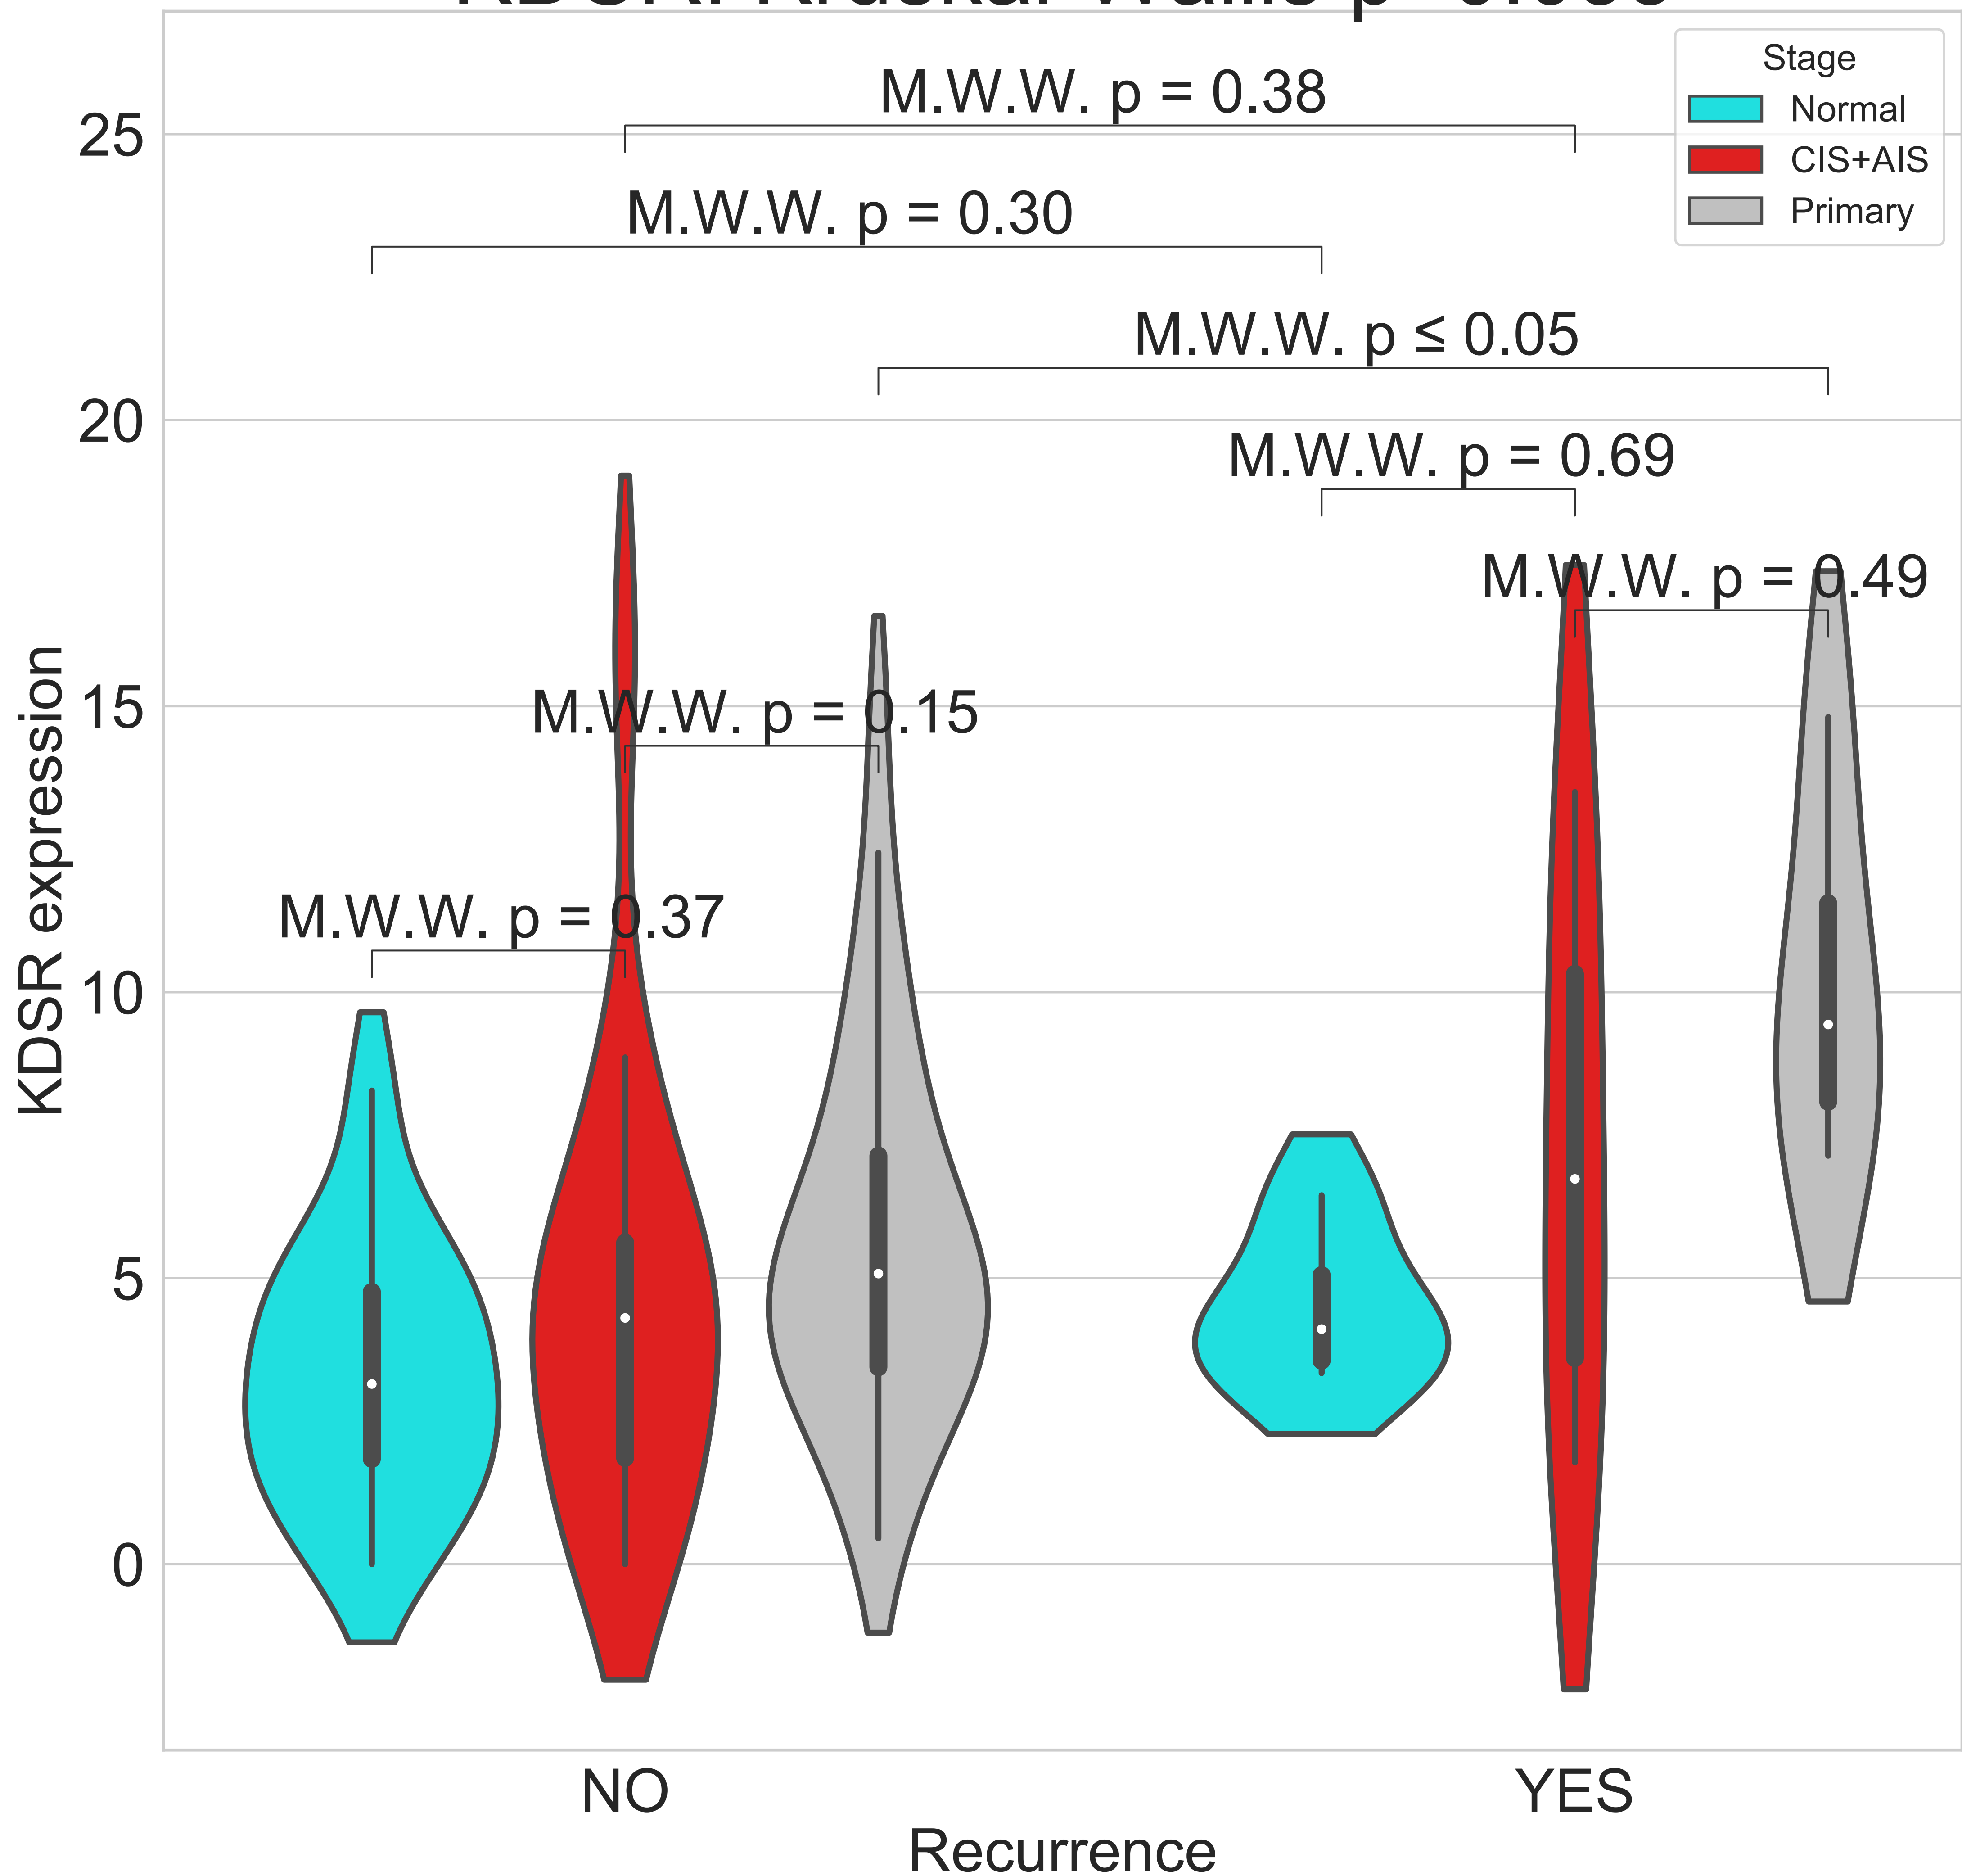 Stage
Normal
CIS+AIS
Primary
M.W.W. p = 0.38
M.W.W. p = 0.30
M.W.W. p ≤ 0.05
M.W.W. p = 0.69
M.W.W. p = 0.49
M.W.W. p = 0.15
M.W.W. p = 0.37
KDSR expression
25
20
15
10
5
0
NO
YES
Recurrence